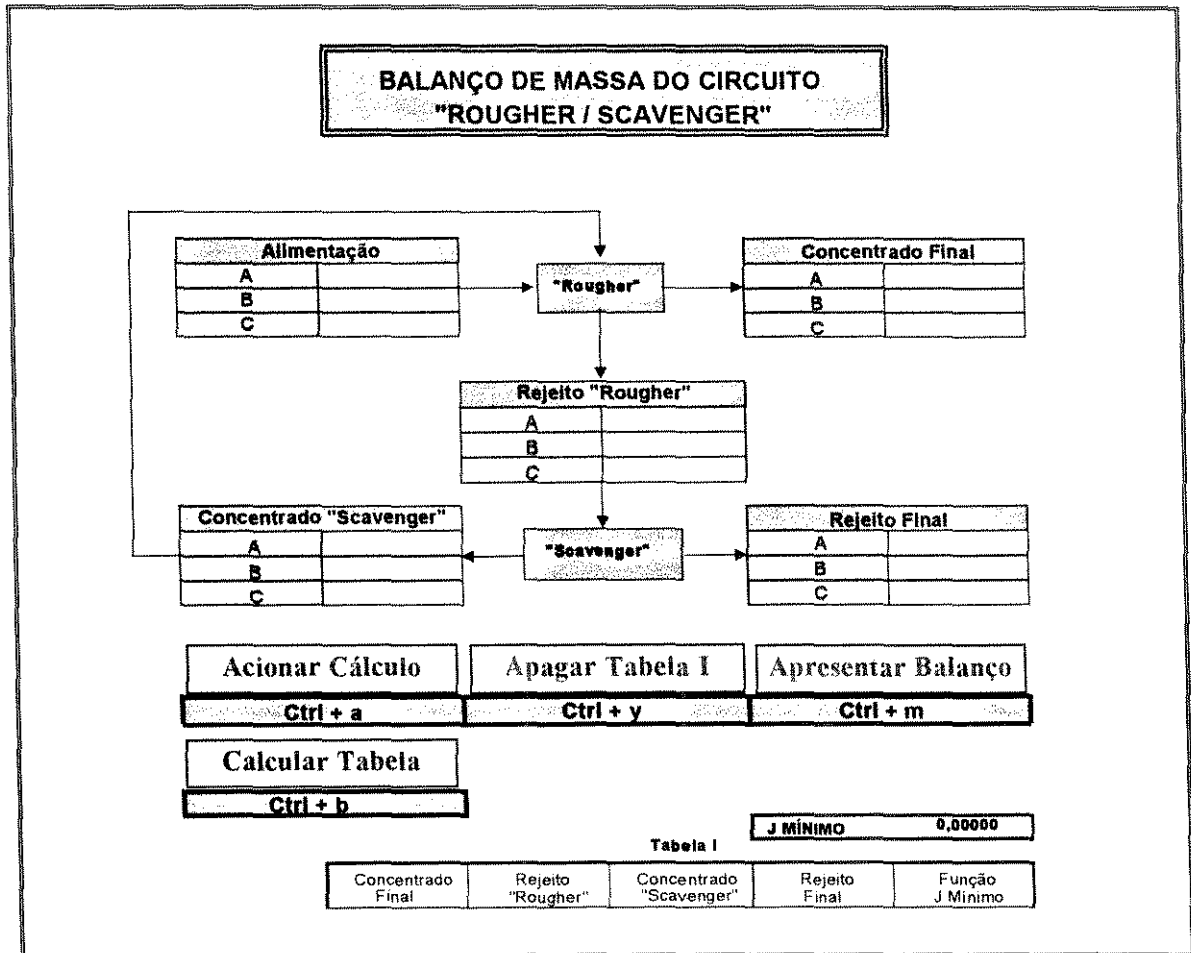 BALANÇO DE MASSA DO CIRCUITO
"ROUGHER / SCAVENGER"
Alimentação
A
B
C
"Rougher"
Concentrado Final
A
B
C
Rejeito "Rougher"
A
B
C
Concentrado "Scavenger"
A
B
C
"Scavenger"
Rejeito Final
A
B
C
Acionar Cálculo
Apagar Tabela I
Apresentar Balanço
Ctrl + a
Ctrl + y
Ctrl + m
Calcular Tabela
Ctrl + b
J MÍNIMO 0,00000
Tabela I
Concentrado
Final
Rejeito
"Rougher"
Concentrado
"Scavenger"
Rejeito
Final
Função
J Mínimo